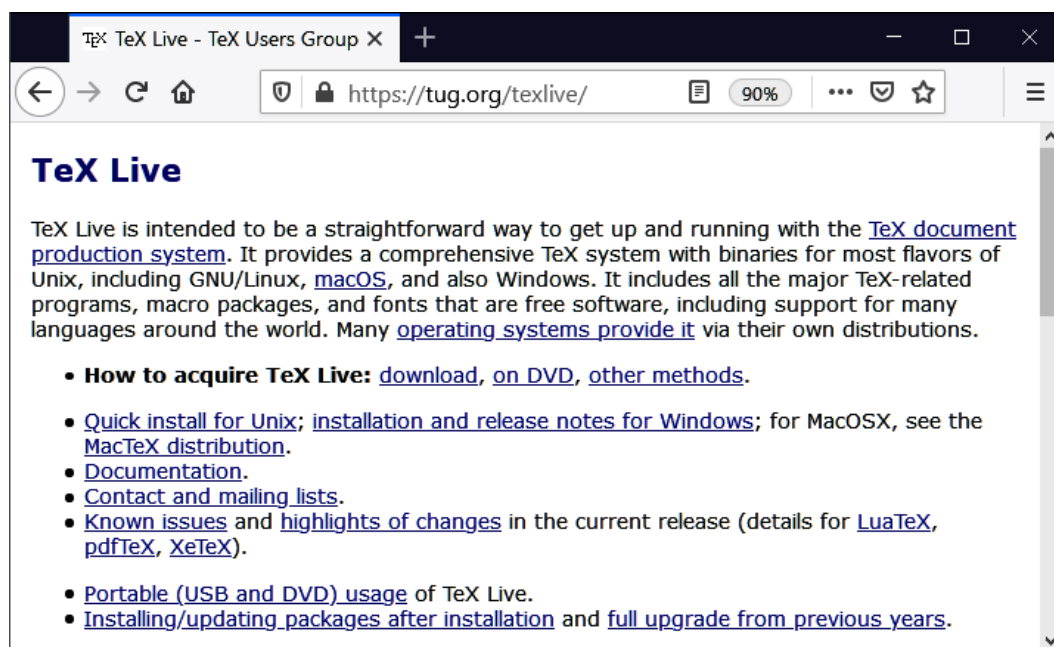 TeX TeX Live - TeX Users Group
https://tug.org/texlive/ 90%
TeX Live
TeX Live is intended to be a straightforward way to get up and running with the TeX document
production system. It provides a comprehensive TeX system with binaries for most flavors of
Unix, including GNU/Linux, macOS, and also Windows. It includes all the major TeX-related
programs, macro packages, and fonts that are free software, including support for many
languages around the world. Many operating systems provide it via their own distributions.
• How to acquire TeX Live: download, on DVD, other methods.
• Quick install for Unix; installation and release notes for Windows; for MacOSX, see the
MacTeX distribution.
• Documentation.
• Contact and mailing lists.
• Known issues and highlights of changes in the current release (details for LuaTeX,
pdfTeX, XeTeX).
• Portable (USB and DVD) usage of TeX Live.
• Installing/updating packages after installation and full upgrade from previous years.